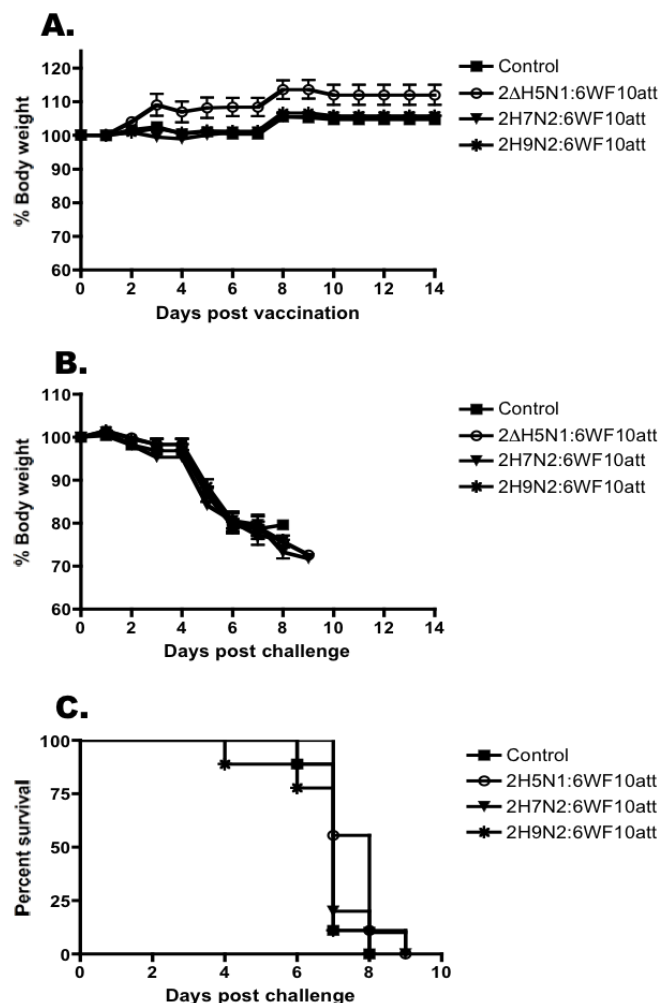 A.
% Body weight
120
110
100
90
80
70
60
0 2 4 6 8 10 12 14
Days post vaccination
Control
2ΔH5N1:6WF10att
2H7N2:6WF10att
2H9N2:6WF10att
B.
% Body weight
110
100
90
80
70
60
0 2 4 6 8 10 12 14
Days post challenge
Control
2ΔH5N1:6WF10att
2H7N2:6WF10att
2H9N2:6WF10att
C.
Percent survival
100
75
50
25
0
0 2 4 6 8 10
Days post challenge
Control
2H5N1:6WF10att
2H7N2:6WF10att
2H9N2:6WF10att